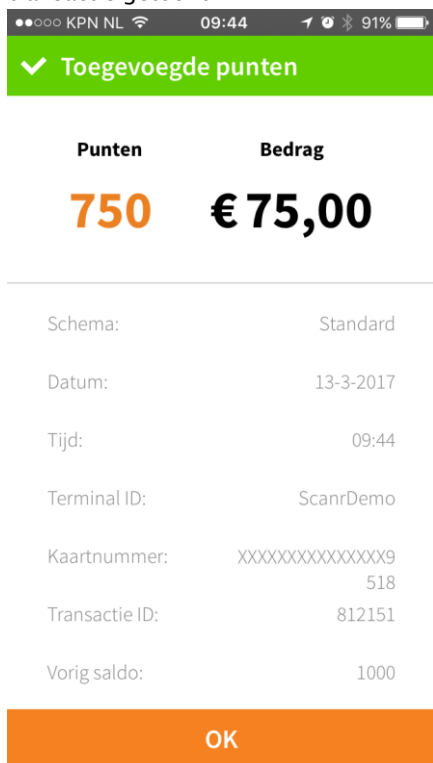 KPN NL 09:44 91%
Toegevoegde punten
Punten Bedrag
750 € 75,00
Schema: Standard
Datum: 13-3-2017
Tijd: 09:44
Terminal ID: ScanrDemo
Kaartnummer: XXXXXXXXXXXXXXX9
518
Transactie ID: 812151
Vorig saldo: 1000
OK